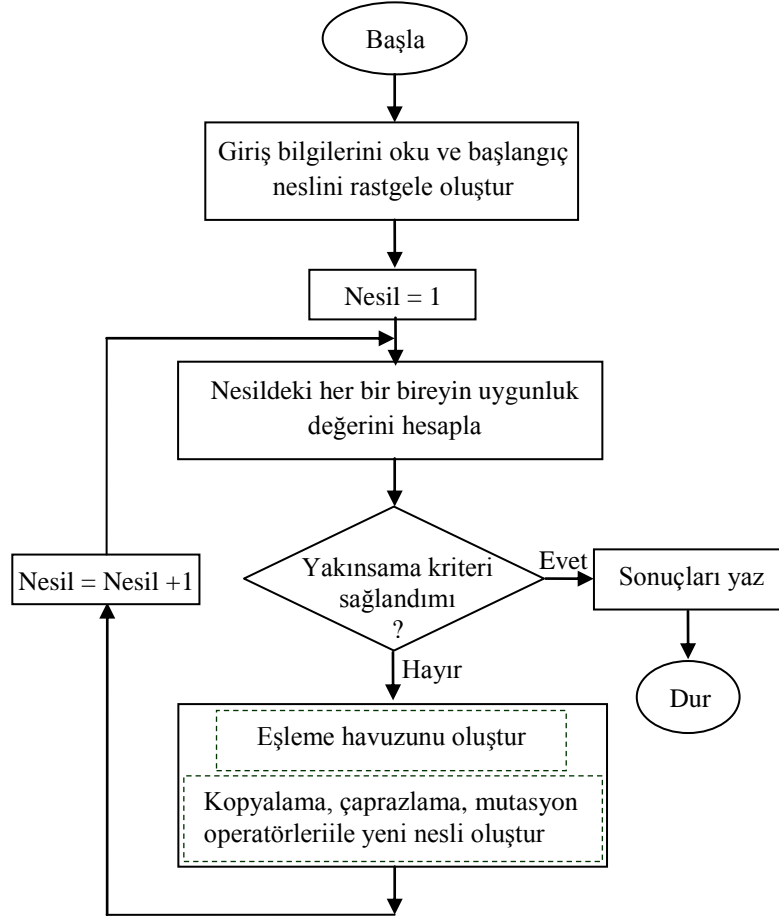 Başla
Giriş bilgilerini oku ve başlangıç
neslini rastgele oluştur
Nesil = 1
Nesildeki her bir bireyin uygunluk
değerini hesapla
Nesil = Nesil +1
Yakınsama kriteri
sağlandımı
?
Evet
Sonuçları yaz
Hayır
Dur
Eşleme havuzunu oluştur
Kopyalama, çaprazlama, mutasyon
operatörleriile yeni nesli oluştur